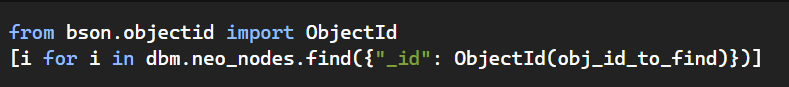 from bson.objectid import ObjectId
[i for i in dbm.neo_nodes.find({"_id": ObjectId(obj_id_to_find)})]